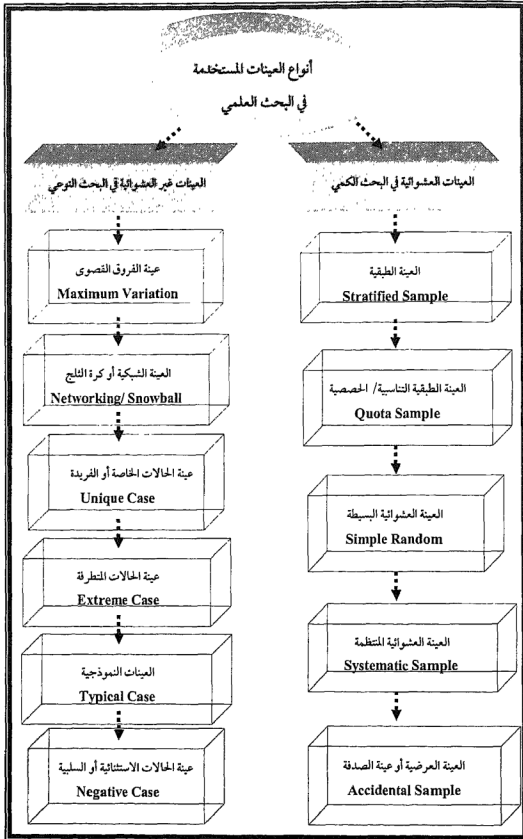 أنواع العينات المستخدمة
في البحث العلمي
العينات العشوائية في البحث الكمي
العينة الطبقية
Stratified Sample
العينة الطبقية التناسبية/ الحصصية
Quota Sample
العينة العشوائية البسيطة
Simple Random
العينة العشوائية المنتظمة
Systematic Sample
العينة العرضية أو عينة الصدفة
Accidental Sample
العينات غير العشوائية في البحث النوعي
عينة الفروق القصوى
Maximum Variation
العينة الشبكية أو كرة الثلج
Networking/ Snowball
عينة الحالات الخاصة أو الفريدة
Unique Case
عينة الحالات المتطرفة
Extreme Case
العينات النموذجية
Typical Case
عينة الحالات الاستثنائية أو السلبية
Negative Case